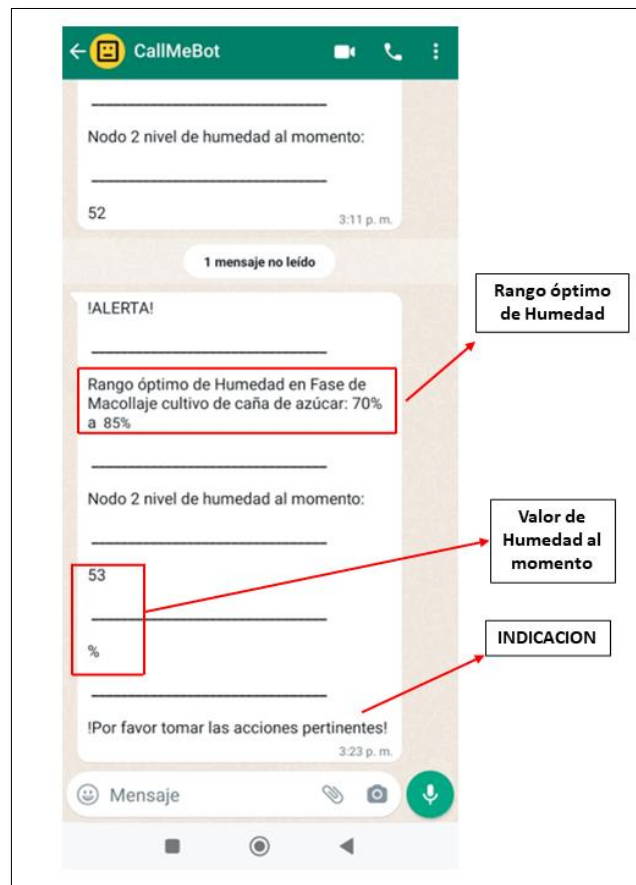 CallMeBot
Nodo 2 nivel de humedad al momento:
52
3:11 p. m.
1 mensaje no leído
!ALERTA!
Rango óptimo de Humedad en Fase de
Macollaje cultivo de caña de azúcar: 70%
a 85%
Nodo 2 nivel de humedad al momento:
53
%
!Por favor tomar las acciones pertinentes!
3:23 p. m.
Mensaje
Rango óptimo
de Humedad
Valor de
Humedad al
momento
INDICACION